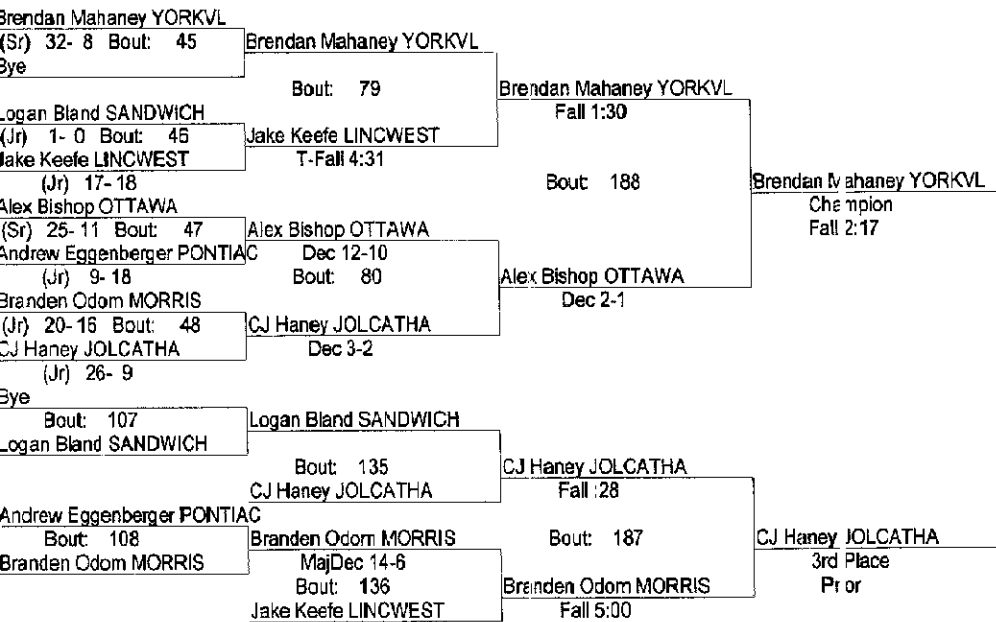 Brendan Mahaney YORKVL
(Sr) 32- 8 Bout: 45
Bye
Brendan Mahaney YORKVL
Bout: 79
Logan Bland SANDWICH
(Jr) 1- 0 Bout: 46
Jake Keefe LINCWEST
(Jr) 17- 18
Jake Keefe LINCWEST
T-Fall 4:31
Brendan Mahaney YORKVL
Fall 1:30
Bout: 188
Alex Bishop OTTAWA
(Sr) 25- 11 Bout: 47
Andrew Eggenberger PONTIAC
(Jr) 9- 18
Alex Bishop OTTAWA
Dec 12-10
Bout: 80
Branden Odom MORRIS
(Jr) 20- 16 Bout: 48
CJ Haney JOLCATHA
(Jr) 26- 9
CJ Haney JOLCATHA
Dec 3-2
Alex Bishop OTTAWA
Dec 2-1
Brendan Mahaney YORKVL
Champion
Fall 2:17
Bye
Bout: 107
Logan Bland SANDWICH
Logan Bland SANDWICH
Bout: 135
CJ Haney JOLCATHA
CJ Haney JOLCATHA
Fall :28
Bout: 187
Andrew Eggenberger PONTIAC
Bout: 108
Branden Odom MORRIS
Branden Odom MORRIS
MajDec 14-6
Bout: 136
Jake Keefe LINCWEST
Branden Odom MORRIS
Fall 5:00
CJ Haney JOLCATHA
3rd Place
Prior